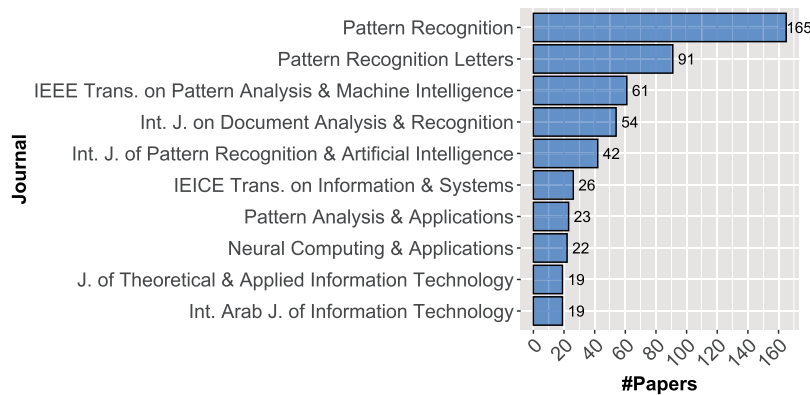 Journal
Pattern Recognition 165
Pattern Recognition Letters 91
IEEE Trans. on Pattern Analysis & Machine Intelligence 61
Int. J. on Document Analysis & Recognition 54
Int. J. of Pattern Recognition & Artificial Intelligence 42
IEICE Trans. on Information & Systems 26
Pattern Analysis & Applications 23
Neural Computing & Applications 22
J. of Theoretical & Applied Information Technology 19
Int. Arab J. of Information Technology 19
0 20 40 60 80 100 120 140 160
#Papers